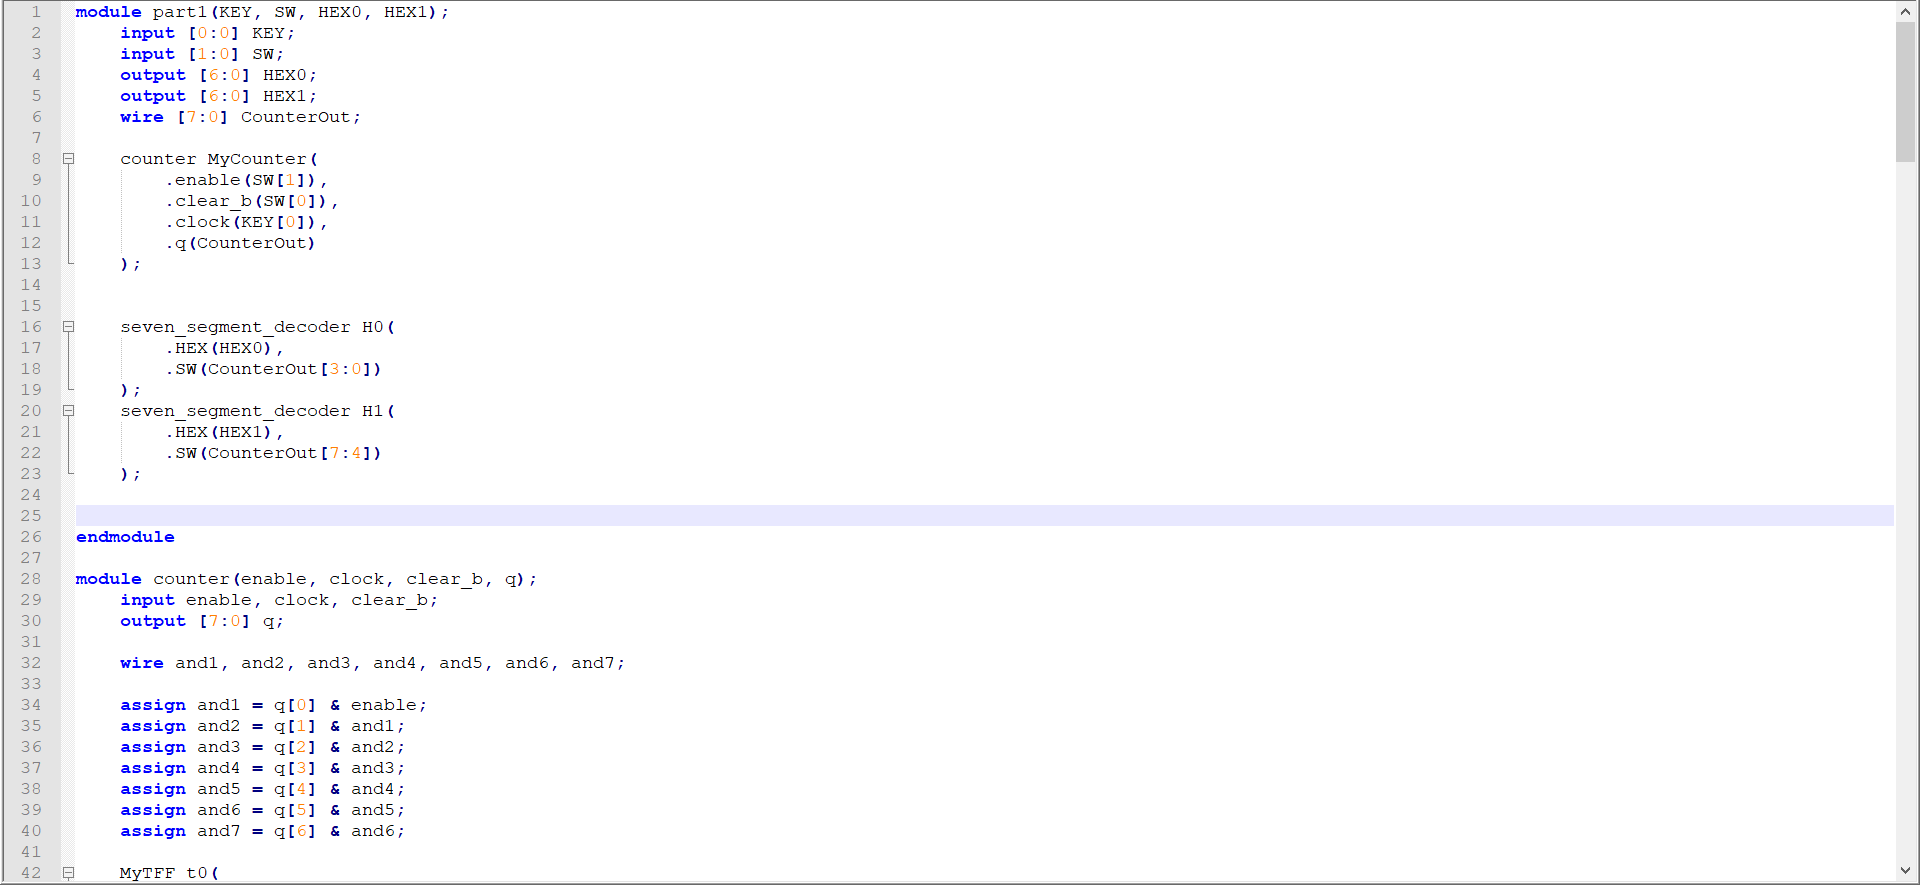 1 module part1(KEY, SW, HEX0, HEX1);
2 input [0:0] KEY;
3 input [1:0] SW;
4 output [6:0] HEX0;
5 output [6:0] HEX1;
6 wire [7:0] CounterOut;
7
8 counter MyCounter(
9 .enable(SW[1]),
10 .clear_b(SW[0]),
11 .clock(KEY[0]),
12 .q(CounterOut)
13 );
14
15
16 seven_segment_decoder H0(
17 .HEX(HEX0),
18 .SW(CounterOut[3:0])
19 );
20 seven_segment_decoder H1(
21 .HEX(HEX1),
22 .SW(CounterOut[7:4])
23 );
24
25
26 endmodule
27
28 module counter(enable, clock, clear_b, q);
29 input enable, clock, clear_b;
30 output [7:0] q;
31
32 wire and1, and2, and3, and4, and5, and6, and7;
33
34 assign and1 = q[0] & enable;
35 assign and2 = q[1] & and1;
36 assign and3 = q[2] & and2;
37 assign and4 = q[3] & and3;
38 assign and5 = q[4] & and4;
39 assign and6 = q[5] & and5;
40 assign and7 = q[6] & and6;
41
42 MyTFF t0(